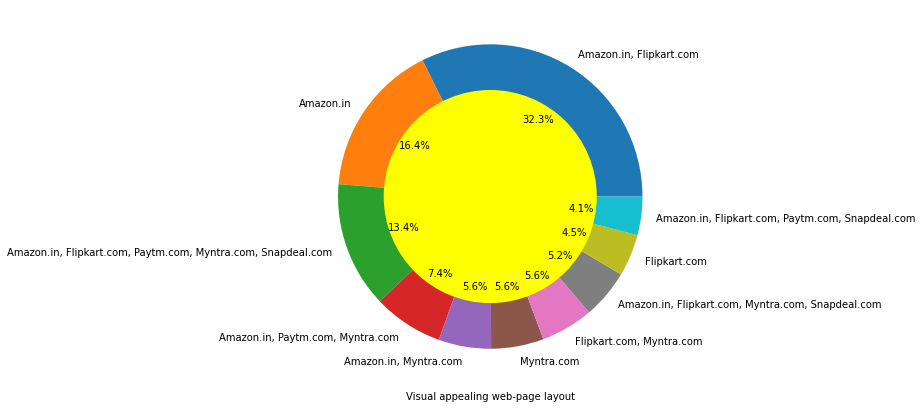 Amazon.in, Flipkart.com
Amazon.in
32.3%
16.4%
4.1%
Amazon.in, Flipkart.com, Paytm.com, Snapdeal.com
13.4%
4.5%
Amazon.in, Flipkart.com, Paytm.com, Myntra.com, Snapdeal.com
5.2%
Flipkart.com
7.4%
5.6%
5.6%
5.6%
Amazon.in, Flipkart.com, Myntra.com, Snapdeal.com
Amazon.in, Paytm.com, Myntra.com
Flipkart.com, Myntra.com
Amazon.in, Myntra.com
Myntra.com
Visual appealing web-page layout